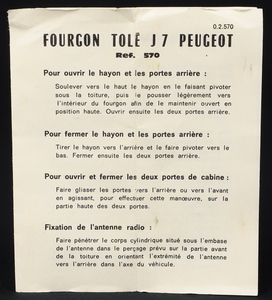 0.2.570
FOURGON TOLÉ J7 PEUGEOT
Ref. 570
Pour ouvrir le hayon et les portes arrière :
Soulever vers le haut le hayon en le faisant pivoter
sous la toiture, puis le pousser légèrement vers
l'intérieur du fourgon afin de le maintenir ouvert en
position haute. Ouvrir ensuite les deux portes arrière.
Pour fermer le hayon et les portes arrière :
Tirer le hayon vers l'arrière et le faire pivoter vers le
bas. Fermer ensuite les deux portes arrière.
Pour ouvrir et fermer les deux portes de cabine :
Faire glisser les portes vers l'arrière ou vers l'avant
en agissant, pour effectuer cette manœuvre, sur la
partie haute des deux portes.
Fixation de l'antenne radio :
Faire pénétrer le corps cylindrique situé sous l'embase
de l'antenne dans le perçage prévu sur la partie avant
de la toiture en orientant l'extrémité de l'antenne
vers l'arrière dans l'axe du véhicule.